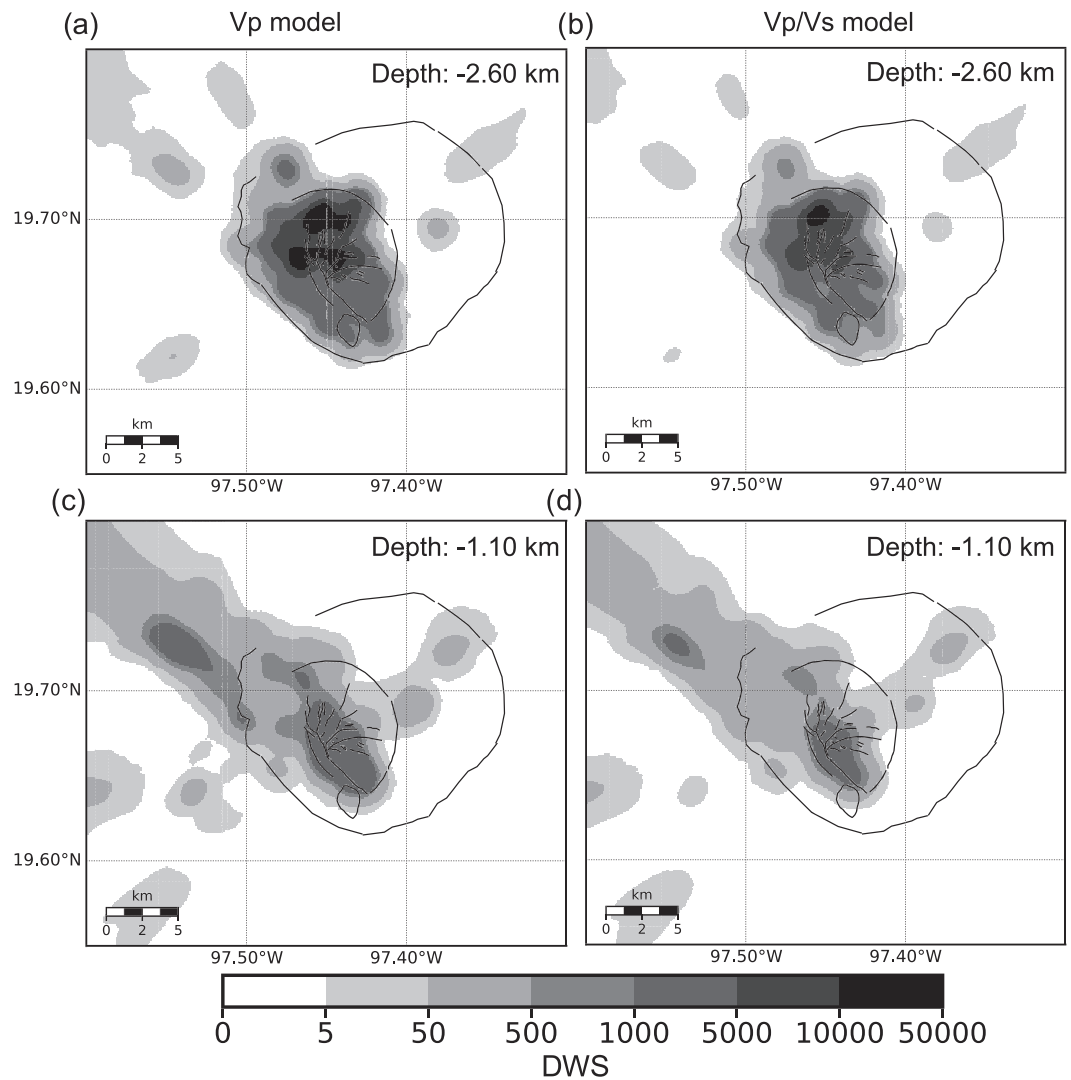 (a) Vp model
(b) Vp/Vs model
Depth: -2.60 km
Depth: -2.60 km
19.70°N
19.60°N
km
0 2 5
km
0 2 5
97.50°W 97.40°W
97.50°W 97.40°W
(c)
(d)
Depth: -1.10 km
Depth: -1.10 km
19.70°N
19.60°N
km
0 2 5
km
0 2 5
97.50°W 97.40°W
97.50°W 97.40°W
0 5 50 500 1000 5000 10000 50000
DWS